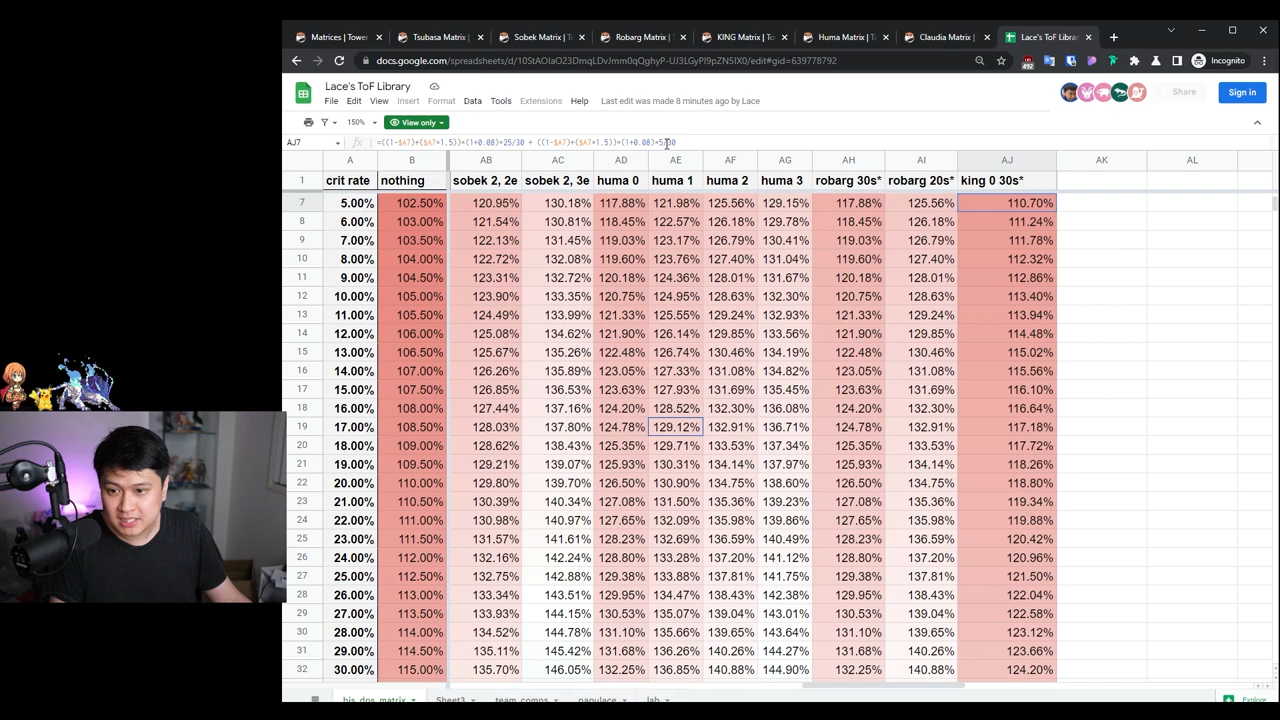 Matrices | Tower
Tsubasa Matrix |
Sobek Matrix | To
Robarg Matrix | T
KING Matrix | To
Huma Matrix | To
Claudia Matrix |
Lace's ToF Library
Incognito
Lace's ToF Library
File Edit View Insert Format Data Tools Extensions Help Last edit was made 8 minutes ago by Lace
Share
Sign in
150%
View only
AJ7
=((1-$A7)+($A7*1.5))*(1+0.08)*25/30 + ((1-$A7)+($A7*1.5))*(1+0.08)*5/30
A B AB AC AD AE AF AG AH AI AJ AK AL
1 crit rate nothing sobek 2, 2e sobek 2, 3e huma 0 huma 1 huma 2 huma 3 robarg 30s* robarg 20s* king 0 30s*
7 5.00% 102.50% 120.95% 130.18% 117.88% 121.98% 125.56% 129.15% 117.88% 125.56% 110.70%
8 6.00% 103.00% 121.54% 130.81% 118.45% 122.57% 126.18% 129.78% 118.45% 126.18% 111.24%
9 7.00% 103.50% 122.13% 131.45% 119.03% 123.17% 126.79% 130.41% 119.03% 126.79% 111.78%
10 8.00% 104.00% 122.72% 132.08% 119.60% 123.76% 127.40% 131.04% 119.60% 127.40% 112.32%
11 9.00% 104.50% 123.31% 132.72% 120.18% 124.36% 128.01% 131.67% 120.18% 128.01% 112.86%
12 10.00% 105.00% 123.90% 133.35% 120.75% 124.95% 128.63% 132.30% 120.75% 128.63% 113.40%
13 11.00% 105.50% 124.49% 133.99% 121.33% 125.55% 129.24% 132.93% 121.33% 129.24% 113.94%
14 12.00% 106.00% 125.08% 134.62% 121.90% 126.14% 129.85% 133.56% 121.90% 129.85% 114.48%
15 13.00% 106.50% 125.67% 135.26% 122.48% 126.74% 130.46% 134.19% 122.48% 130.46% 115.02%
16 14.00% 107.00% 126.26% 135.89% 123.05% 127.33% 131.08% 134.82% 123.05% 131.08% 115.56%
17 15.00% 107.50% 126.85% 136.53% 123.63% 127.93% 131.69% 135.45% 123.63% 131.69% 116.10%
18 16.00% 108.00% 127.44% 137.16% 124.20% 128.52% 132.30% 136.08% 124.20% 132.30% 116.64%
19 17.00% 108.50% 128.03% 137.80% 124.78% 129.12% 132.91% 136.71% 124.78% 132.91% 117.18%
20 18.00% 109.00% 128.62% 138.43% 125.35% 129.71% 133.53% 137.34% 125.35% 133.53% 117.72%
21 19.00% 109.50% 129.21% 139.07% 125.93% 130.31% 134.14% 137.97% 125.93% 134.14% 118.26%
22 20.00% 110.00% 129.80% 139.70% 126.50% 130.90% 134.75% 138.60% 126.50% 134.75% 118.80%
23 21.00% 110.50% 130.39% 140.34% 127.08% 131.50% 135.36% 139.23% 127.08% 135.36% 119.34%
24 22.00% 111.00% 130.98% 140.97% 127.65% 132.09% 135.98% 139.86% 127.65% 135.98% 119.88%
25 23.00% 111.50% 131.57% 141.61% 128.23% 132.69% 136.59% 140.49% 128.23% 136.59% 120.42%
26 24.00% 112.00% 132.16% 142.24% 128.80% 133.28% 137.20% 141.12% 128.80% 137.20% 120.96%
27 25.00% 112.50% 132.75% 142.88% 129.38% 133.88% 137.81% 141.75% 129.38% 137.81% 121.50%
28 26.00% 113.00% 133.34% 143.51% 129.95% 134.47% 138.43% 142.38% 129.95% 138.43% 122.04%
29 27.00% 113.50% 133.93% 144.15% 130.53% 135.07% 139.04% 143.01% 130.53% 139.04% 122.58%
30 28.00% 114.00% 134.52% 144.78% 131.10% 135.66% 139.65% 143.64% 131.10% 139.65% 123.12%
31 29.00% 114.50% 135.11% 145.42% 131.68% 136.26% 140.26% 144.27% 131.68% 140.26% 123.66%
32 30.00% 115.00% 135.70% 146.05% 132.25% 136.85% 140.88% 144.90% 132.25% 140.88% 124.20%
bis_dps_matrix Sheet3 team_comps papulace lab
Explore